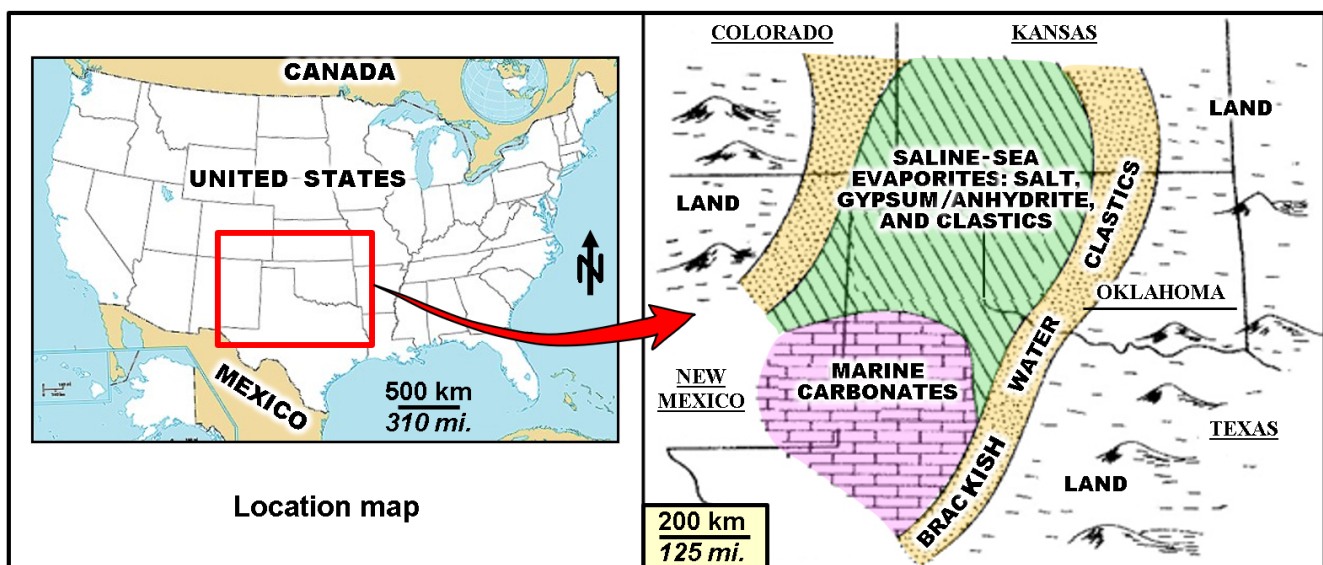 CANADA
UNITED STATES
N
MEXICO
500 km
310 mi.
Location map
COLORADO
KANSAS
LAND
SALINE-SEA
EVAPORITES: SALT,
GYPSUM/ANHYDRITE,
AND CLASTICS
LAND
CLASTICS
OKLAHOMA
WATER
MARINE
CARBONATES
NEW
MEXICO
TEXAS
LAND
BRACKISH
200 km
125 mi.